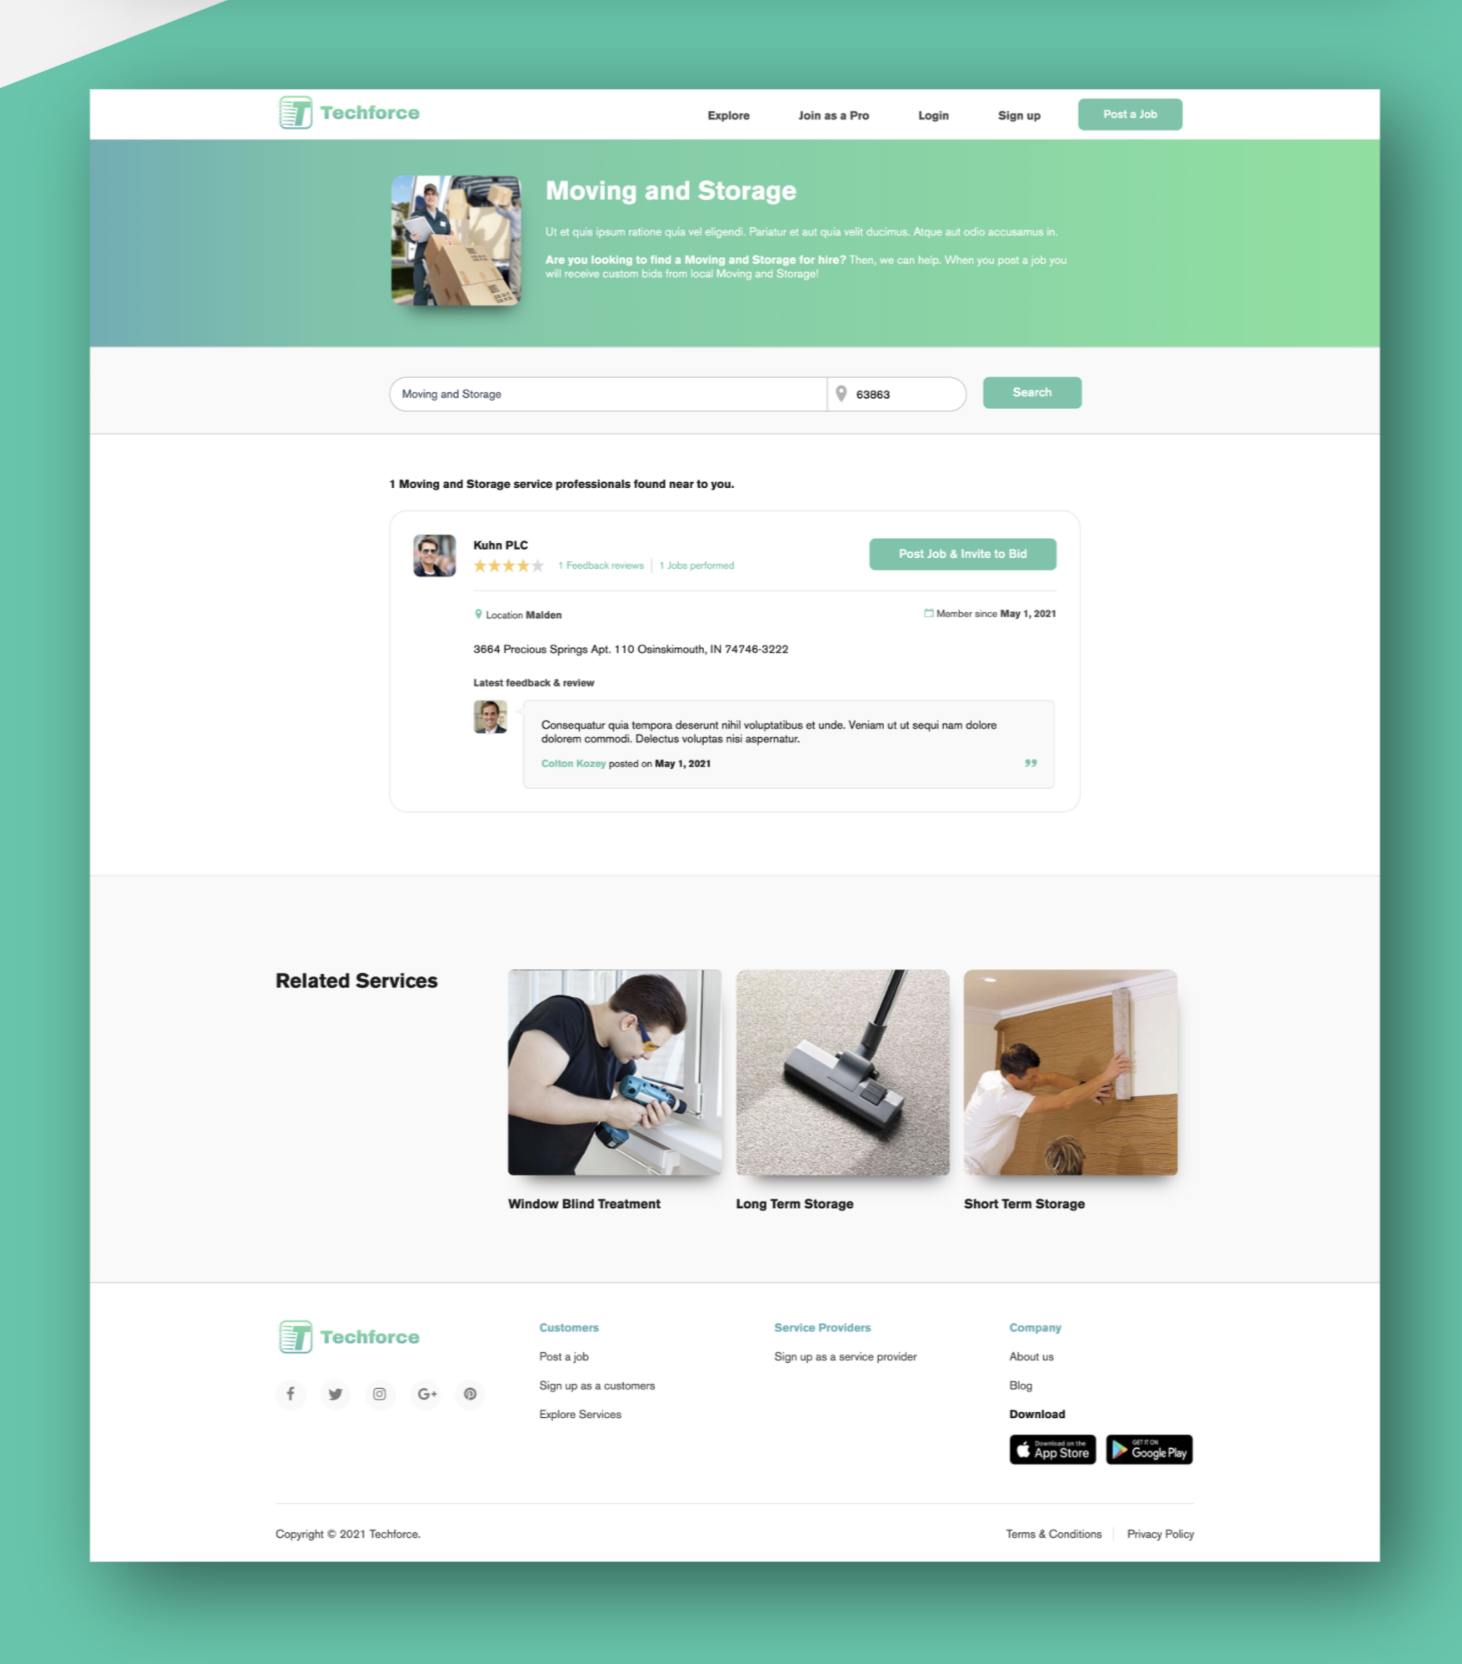 Techforce
Explore
Join as a Pro
Login
Sign up
Post a Job
Moving and Storage
Ut et quis ipsum ratione quia vel eligendi. Pariatur et aut quia velit ducimus. Atque aut odio accusamus in.
Are you looking to find a Moving and Storage for hire? Then, we can help. When you post a job you
will receive custom bids from local Moving and Storage!
Moving and Storage
63863
Search
1 Moving and Storage service professionals found near to you.
Kuhn PLC
1 Feedback reviews
1 Jobs performed
Post Job & Invite to Bid
Location Malden
Member since May 1, 2021
3664 Precious Springs Apt. 110 Osinskimouth, IN 74746-3222
Latest feedback & review
Consequatur quia tempora deserunt nihil voluptatibus et unde. Veniam ut ut sequi nam dolore
dolorem commodi. Delectus voluptas nisi aspernatur.
Colton Kozey posted on May 1, 2021
Related Services
Window Blind Treatment
Long Term Storage
Short Term Storage
Techforce
Customers
Post a job
Sign up as a customers
Explore Services
Service Providers
Sign up as a service provider
Company
About us
Blog
Download
Download on the
App Store
GET IT ON
Google Play
Copyright © 2021 Techforce.
Terms & Conditions
Privacy Policy